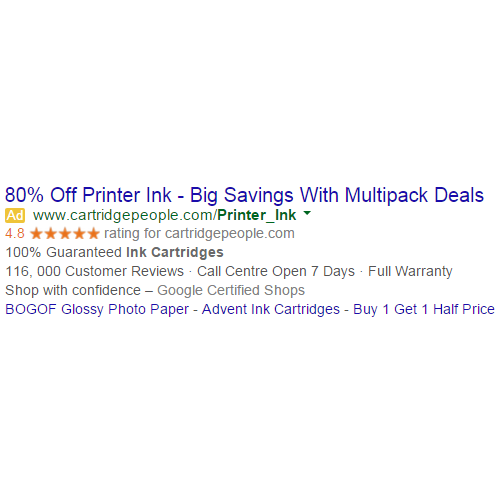 80% Off Printer Ink - Big Savings With Multipack Deals
Ad www.cartridgepeople.com/Printer_Ink
4.8 ★★★★★ rating for cartridgepeople.com
100% Guaranteed Ink Cartridges
116, 000 Customer Reviews · Call Centre Open 7 Days · Full Warranty
Shop with confidence – Google Certified Shops
BOGOF Glossy Photo Paper - Advent Ink Cartridges - Buy 1 Get 1 Half Price